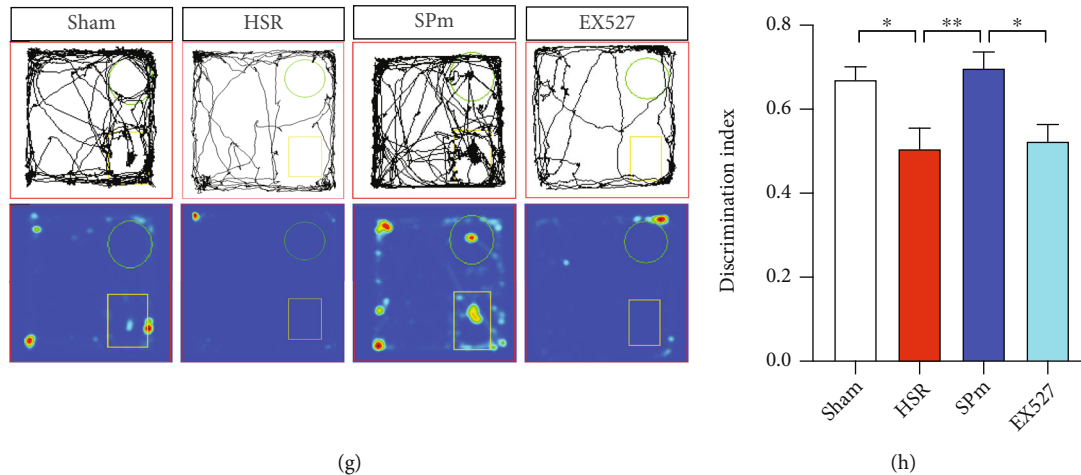 Sham HSR SPm EX527
(g)
* ** *
Discrimination index
0.8
0.6
0.4
0.2
0.0
Sham HSR SPm EX527
(h)